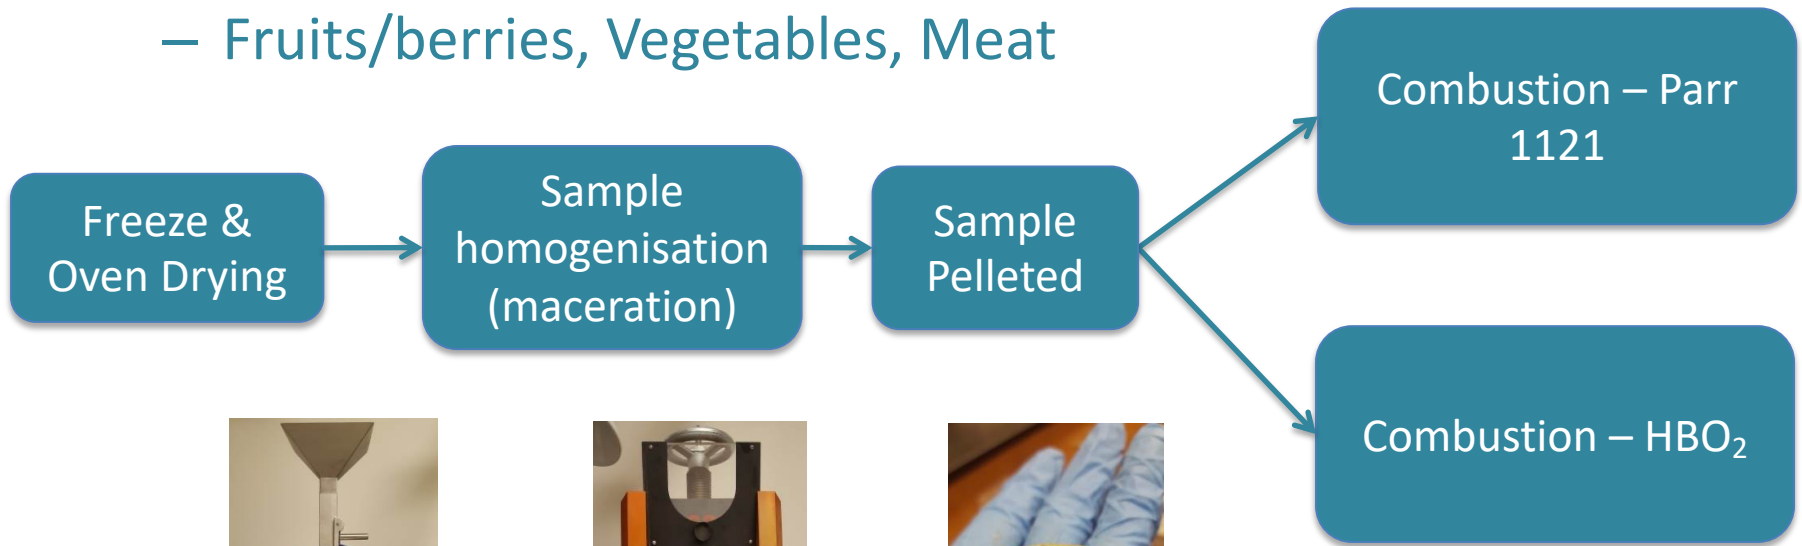 – Fruits/berries, Vegetables, Meat
Freeze &
Oven Drying
Sample
homogenisation
(maceration)
Sample
Pelleted
Combustion – Parr
1121
Combustion – HBO₂